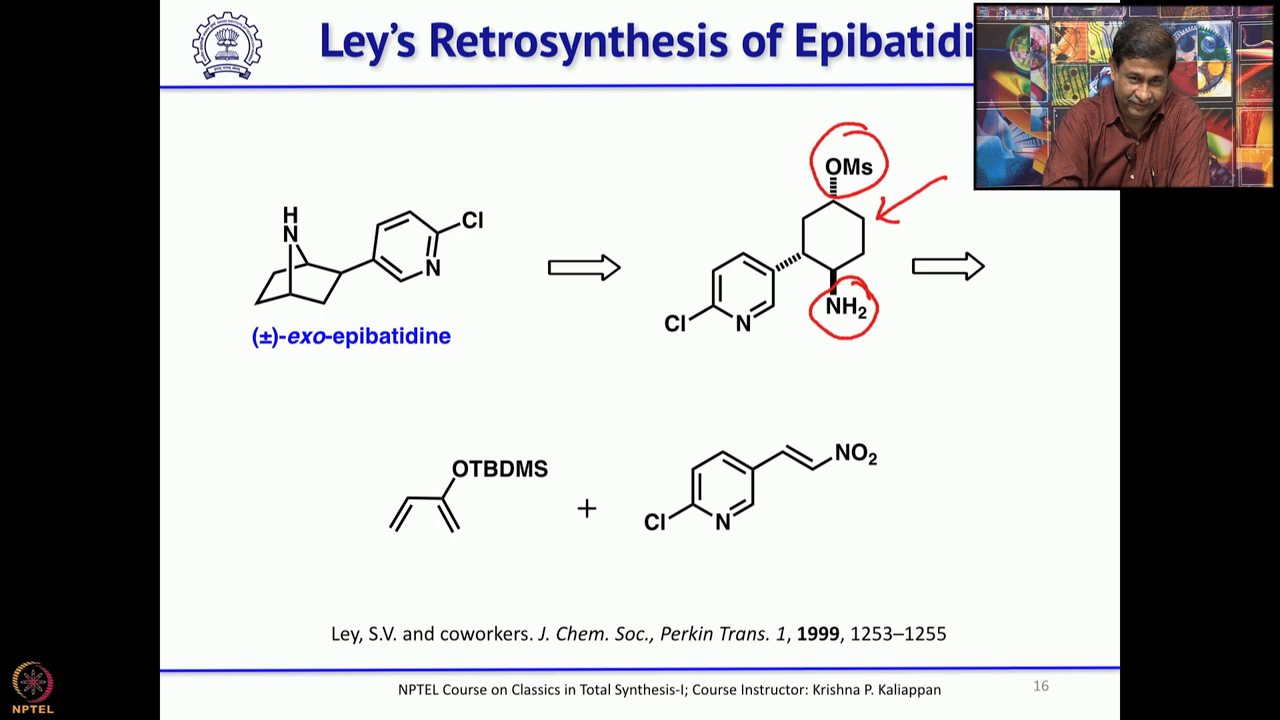 Ley's Retrosynthesis of Epibatidi
OMs
H
N
Cl
N
NH₂
Cl
N
(±)-exo-epibatidine
OTBDMS
+
NO₂
Cl
N
Ley, S.V. and coworkers. J. Chem. Soc., Perkin Trans. 1, 1999, 1253–1255
NPTEL Course on Classics in Total Synthesis-I; Course Instructor: Krishna P. Kaliappan
16
NPTEL